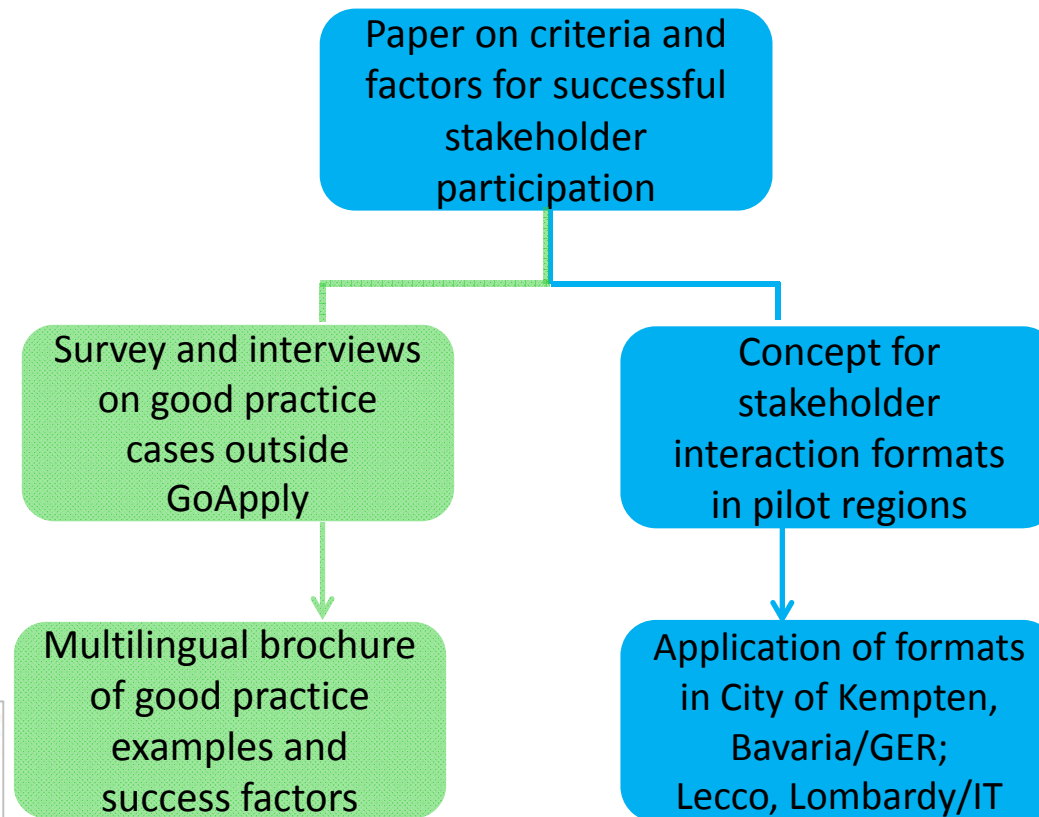 Paper on criteria and
factors for successful
stakeholder
participation
Survey and interviews
on good practice
cases outside
GoApply
Concept for
stakeholder
interaction formats
in pilot regions
Multilingual brochure
of good practice
examples and
success factors
Application of formats
in City of Kempten,
Bavaria/GER;
Lecco, Lombardy/IT